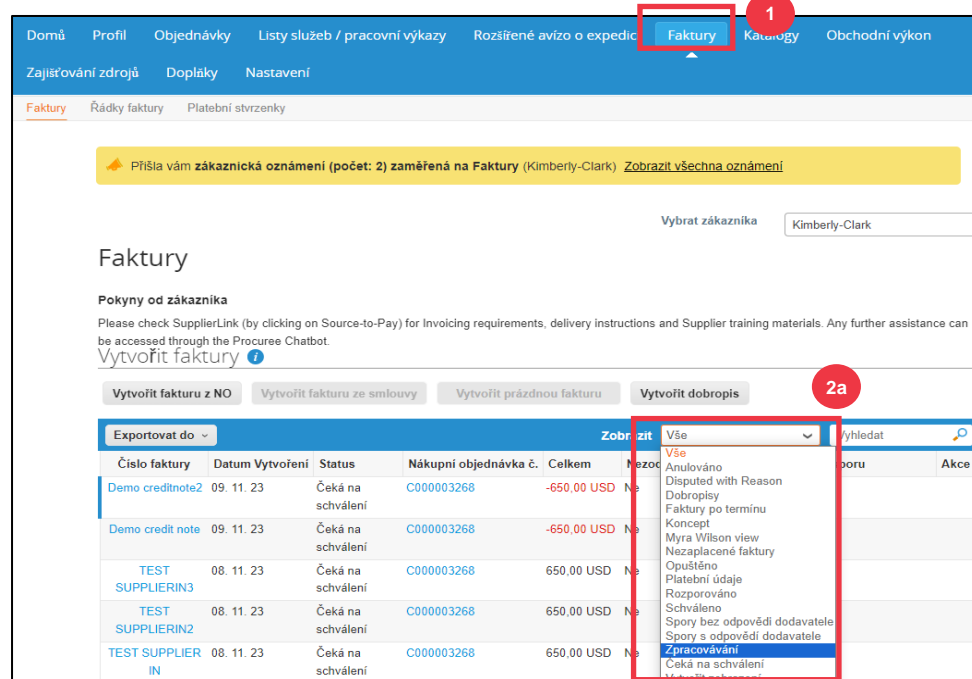 1
Domů Profil Objednávky Listy služeb / pracovní výkazy Rozšířené avízo o expedic Faktury Katalogy Obchodní výkon
Zajišťování zdrojů Doplňky Nastavení
Faktury Řádky faktury Platební stvrzenky
Přišla vám zákaznická oznámení (počet: 2) zaměřená na Faktury (Kimberly-Clark) Zobrazit všechna oznámení
Vybrat zákazníka Kimberly-Clark
Faktury
Pokyny od zákazníka
Please check SupplierLink (by clicking on Source-to-Pay) for Invoicing requirements, delivery instructions and Supplier training materials. Any further assistance can
be accessed through the Procuree Chatbot.
Vytvořit faktury i
2a
Vytvořit fakturu z NO Vytvořit fakturu ze smlouvy Vytvořit prázdnou fakturu Vytvořit dobropis
Exportovat do Zobrazit Vše Vyhledat
Číslo faktury Datum Vytvoření Status Nákupní objednávka č. Celkem Akce
Demo creditnote2 09. 11. 23 Čeká na schválení C000003268 -650,00 USD Ne
Demo credit note 09. 11. 23 Čeká na schválení C000003268 -650,00 USD Ne
TEST SUPPLIERIN3 08. 11. 23 Čeká na schválení C000003268 650,00 USD Ne
TEST SUPPLIERIN2 08. 11. 23 Čeká na schválení C000003268 650,00 USD Ne
TEST SUPPLIER IN 08. 11. 23 Čeká na schválení C000003268 650,00 USD Ne
Vše
Anulováno
Disputed with Reason
Dobropisy
Faktury po termínu
Koncept
Myra Wilson view
Nezaplacené faktury
Opuštěno
Platební údaje
Rozporováno
Schváleno
Spory bez odpovědi dodavatele
Spory s odpovědí dodavatele
Zpracovávání
Čeká na schválení